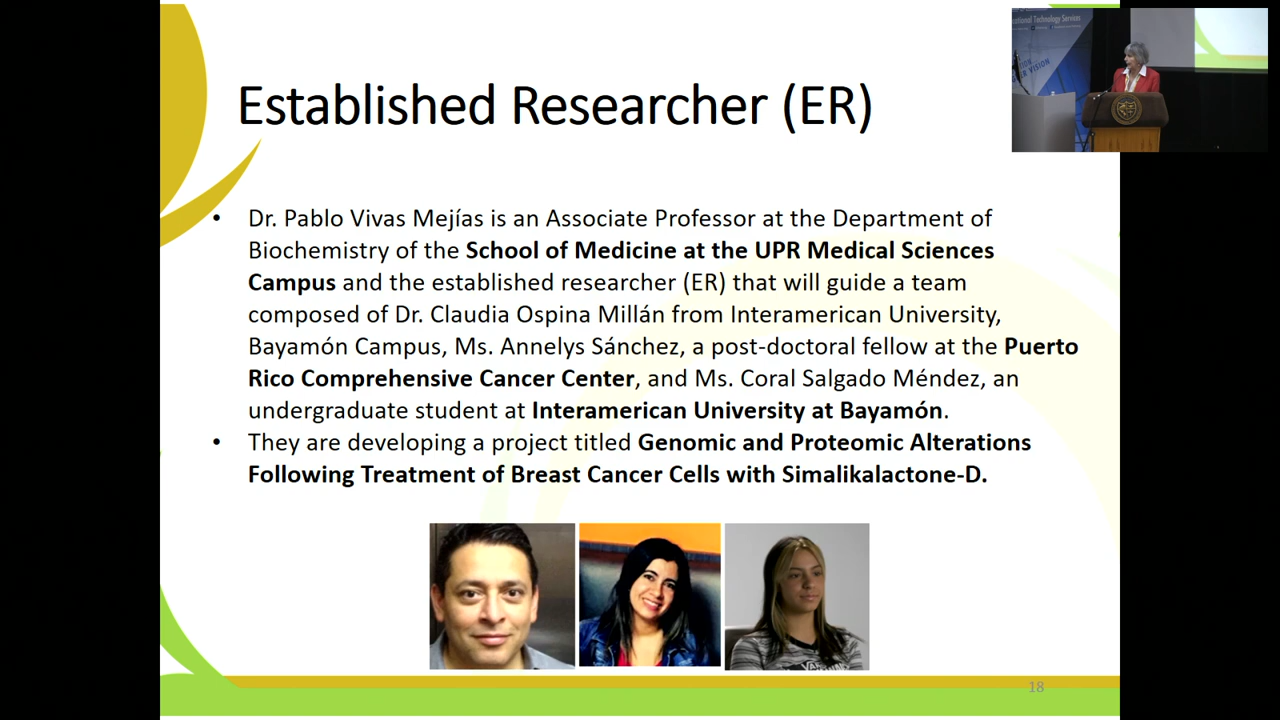 Established Researcher (ER)
• Dr. Pablo Vivas Mejías is an Associate Professor at the Department of
Biochemistry of the School of Medicine at the UPR Medical Sciences
Campus and the established researcher (ER) that will guide a team
composed of Dr. Claudia Ospina Millán from Interamerican University,
Bayamón Campus, Ms. Annelys Sánchez, a post-doctoral fellow at the Puerto
Rico Comprehensive Cancer Center, and Ms. Coral Salgado Méndez, an
undergraduate student at Interamerican University at Bayamón.
• They are developing a project titled Genomic and Proteomic Alterations
Following Treatment of Breast Cancer Cells with Simalikalactone-D.
18
Technology Services
VISION